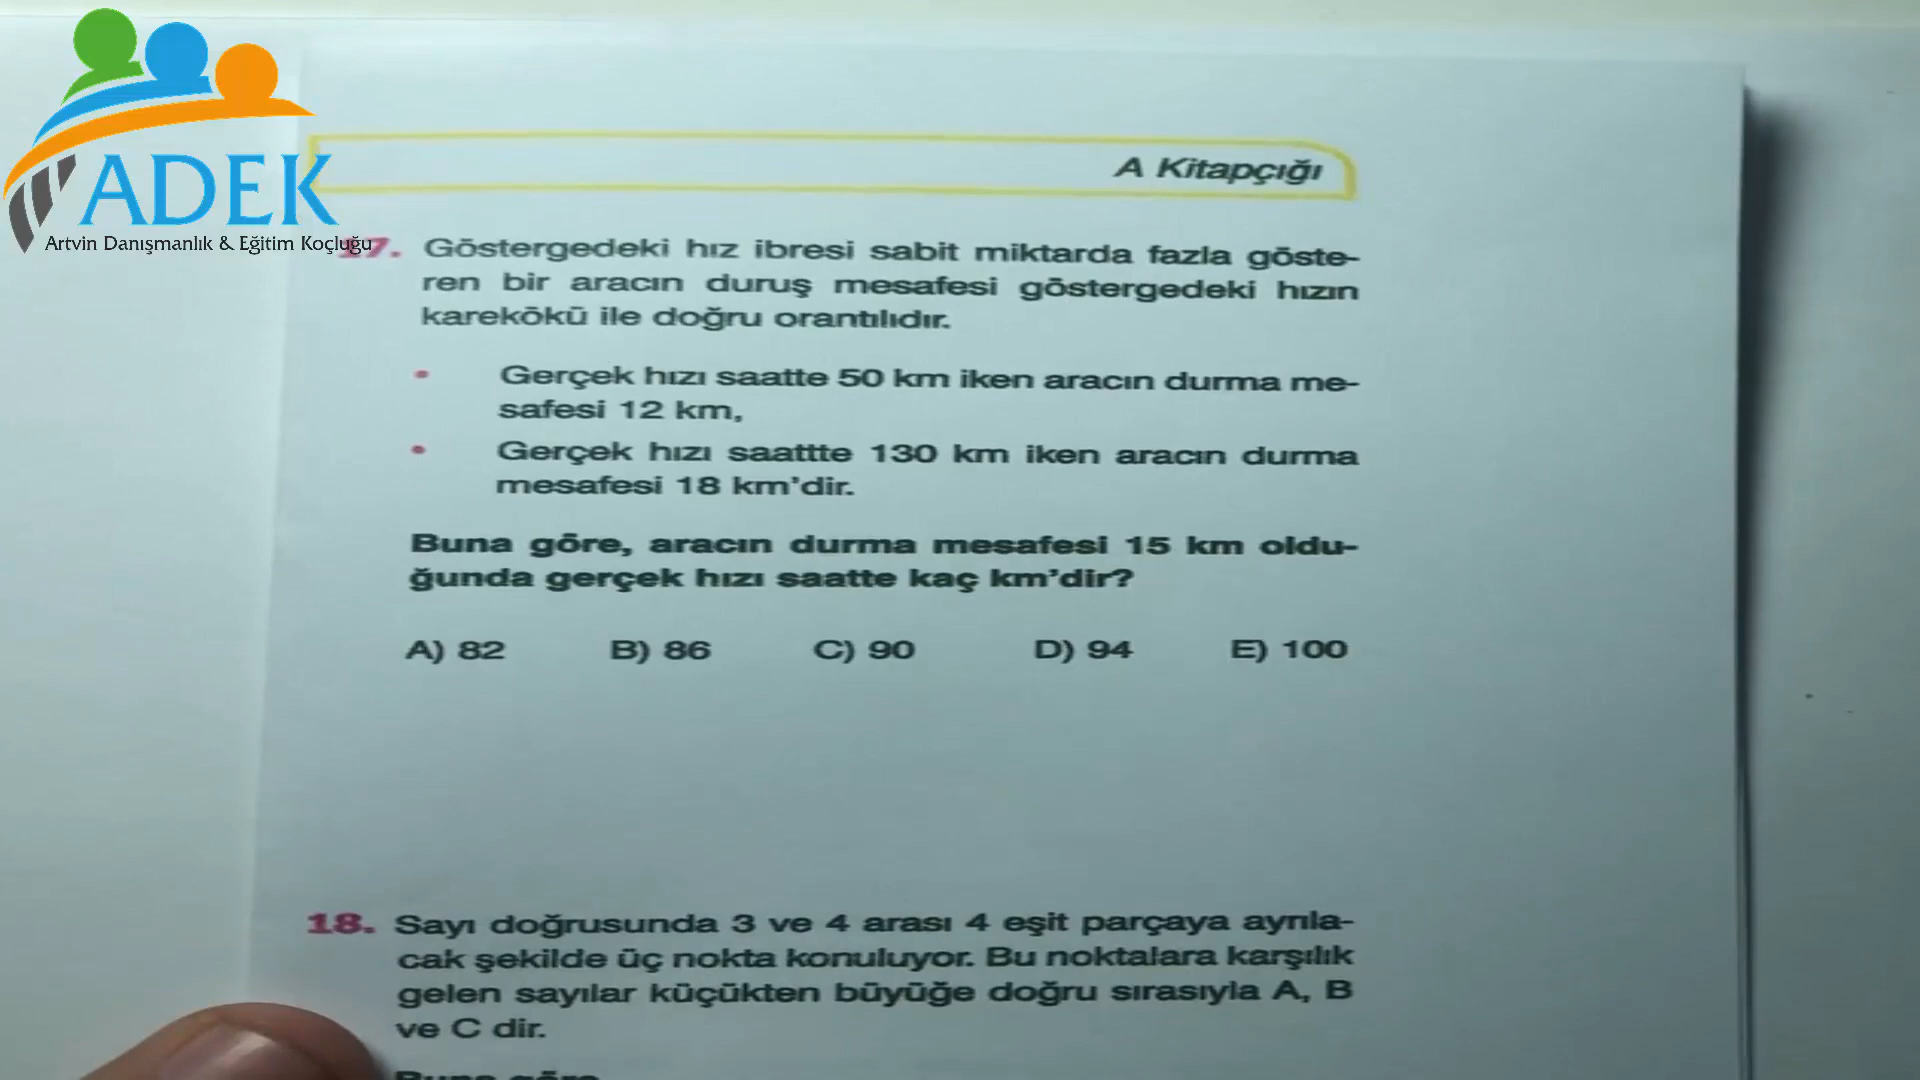 ADEK
Artvin Danışmanlık & Eğitim Koçluğu
A Kitapçığı
17. Göstergedeki hız ibresi sabit miktarda fazla göste-
ren bir aracın duruş mesafesi göstergedeki hızın
karekökü ile doğru orantılıdır.
• Gerçek hızı saatte 50 km iken aracın durma me-
safesi 12 km,
• Gerçek hızı saattte 130 km iken aracın durma
mesafesi 18 km’dir.
Buna göre, aracın durma mesafesi 15 km oldu-
ğunda gerçek hızı saatte kaç km’dir?
A) 82 B) 86 C) 90 D) 94 E) 100
18. Sayı doğrusunda 3 ve 4 arası 4 eşit parçaya ayrıla-
cak şekilde üç nokta konuluyor. Bu noktalara karşılık
gelen sayılar küçükten büyüğe doğru sırasıyla A, B
ve C dir.
Buna göre